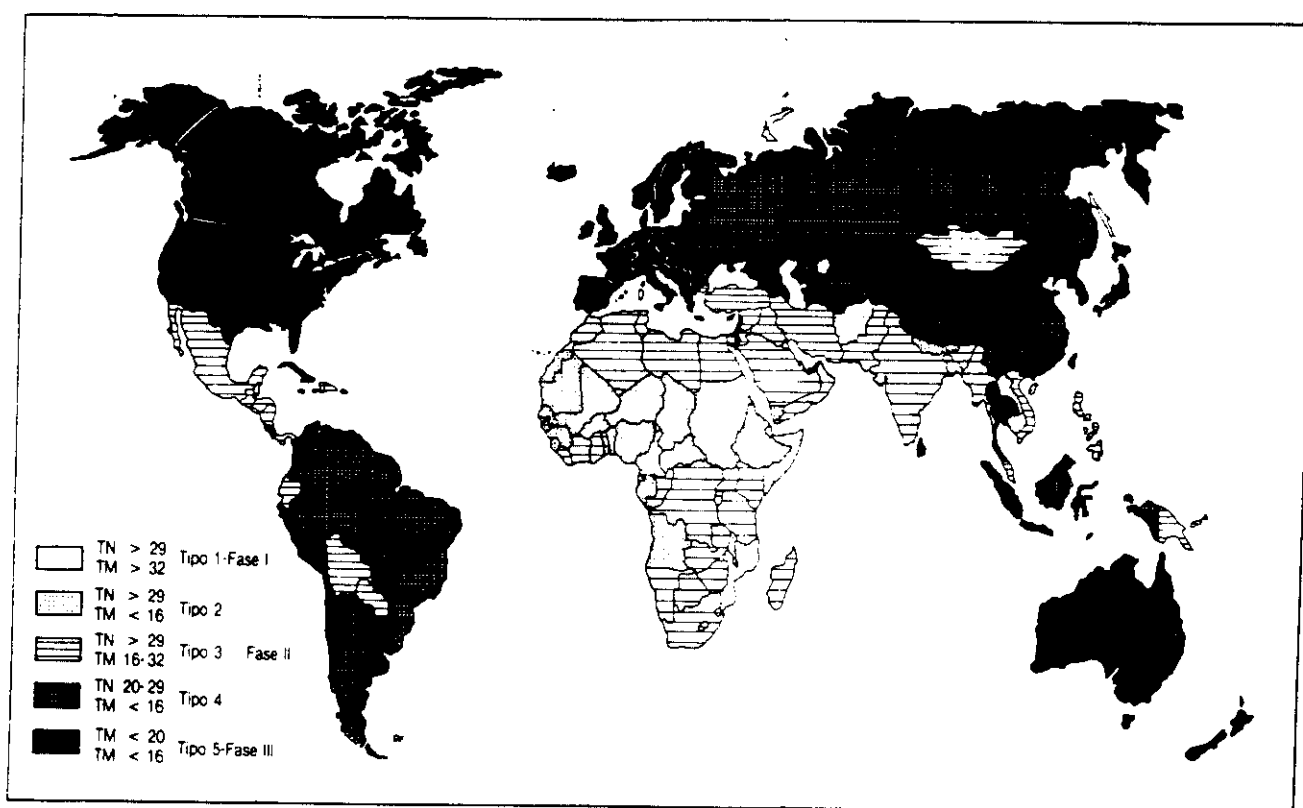 TN > 29
TM > 32 Tipo 1-Fase I
TN > 29
TM < 16 Tipo 2
TN > 29
TM 16-32 Tipo 3 Fase II
TN 20-29
TM < 16 Tipo 4
TM < 20
TM < 16 Tipo 5-Fase III